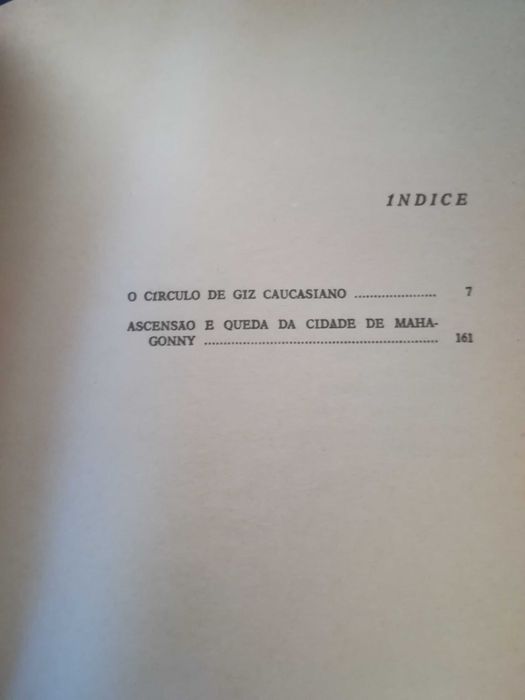 ÍNDICE
O CÍRCULO DE GIZ CAUCASIANO ..................... 7
ASCENSÃO E QUEDA DA CIDADE DE MAHA-
GONNY ............................................................ 161